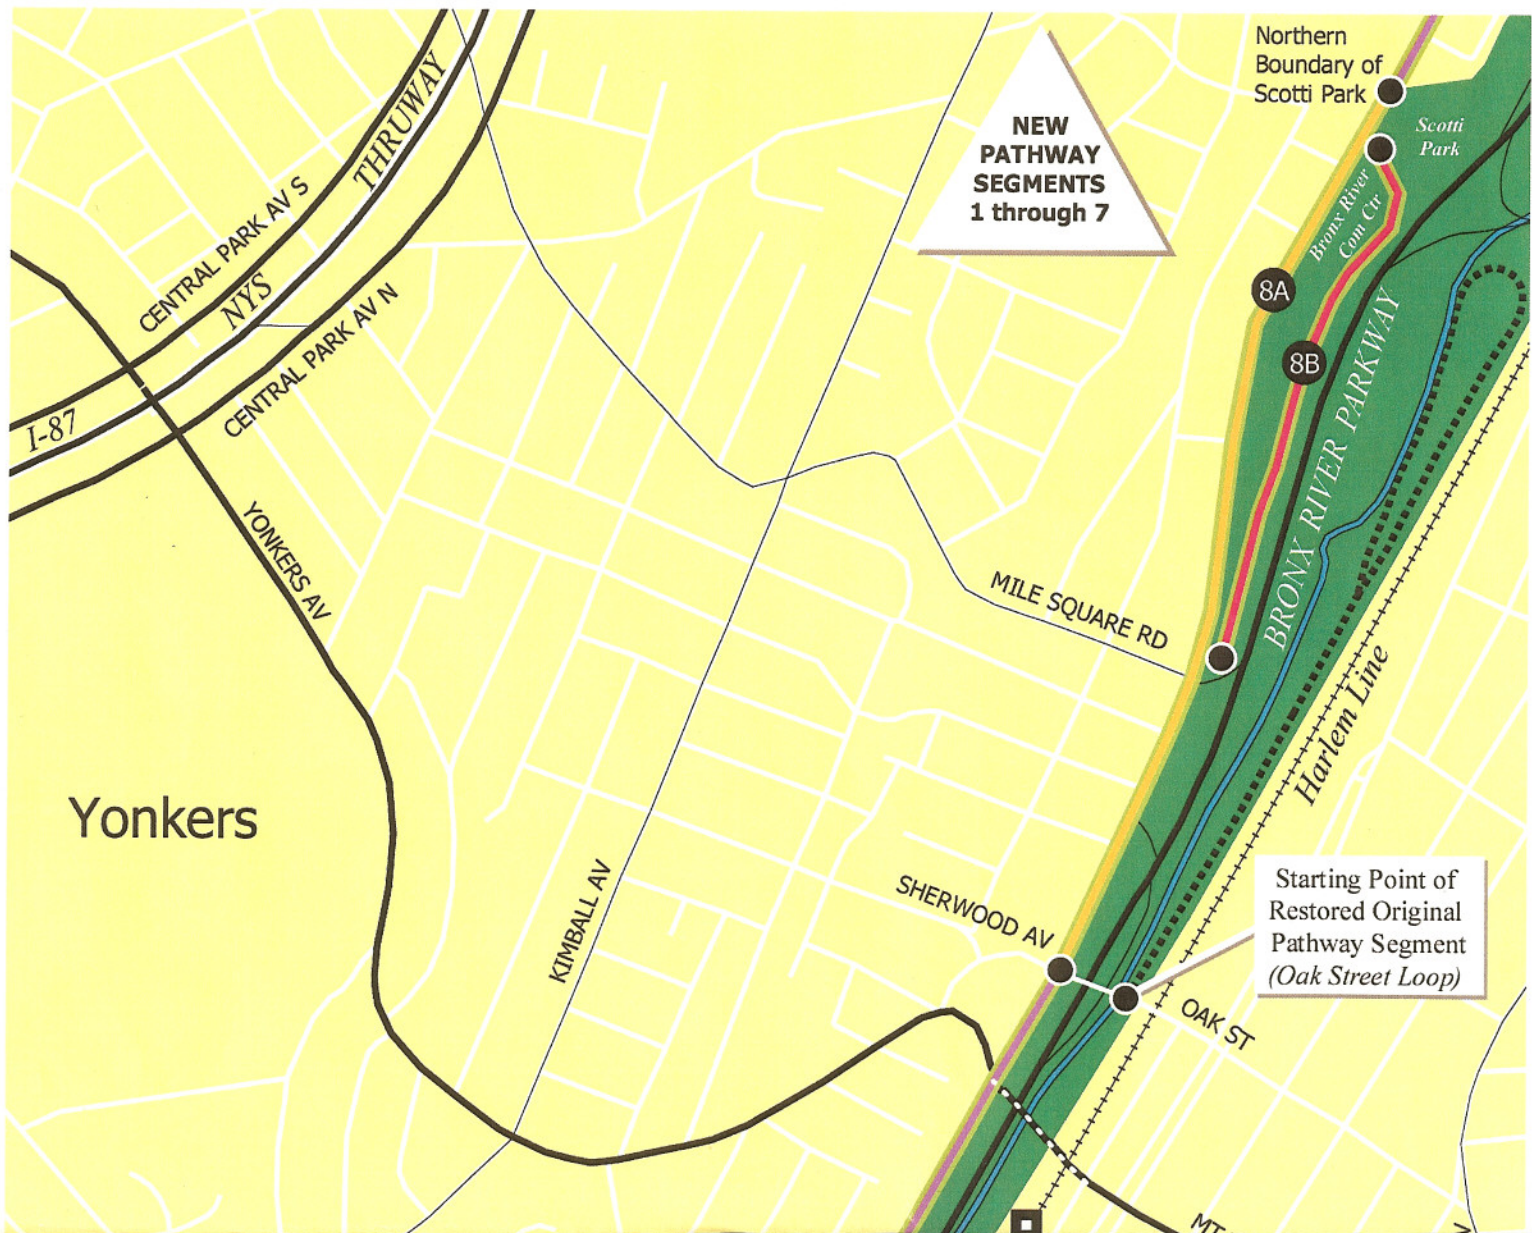 Northern
Boundary of
Scotti Park
NEW
PATHWAY
SEGMENTS
1 through 7
Scotti
Park
Bronx River
Com Ctr
THRUWAY
CENTRAL PARK AV S
NYS
8A
CENTRAL PARK AV N
8B
I-87
BRONX RIVER PARKWAY
YONKERS AV
MILE SQUARE RD
Harlem Line
Yonkers
KIMBALL AV
SHERWOOD AV
Starting Point of
Restored Original
Pathway Segment
(Oak Street Loop)
OAK ST
MT